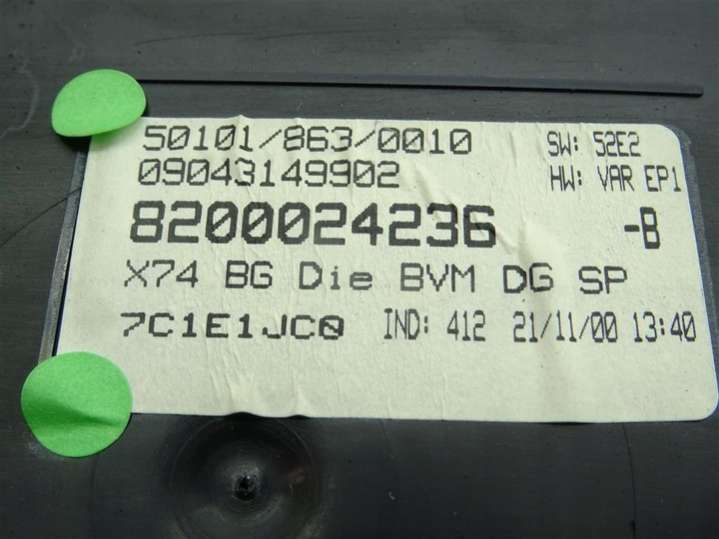 50101/863/0010 SW: 52E2
09043149902 HW: VAR EP1
8200024236 -B
X74 BG Die BVM DG SP
7C1E1JC0 IND: 412 21/11/00 13:40